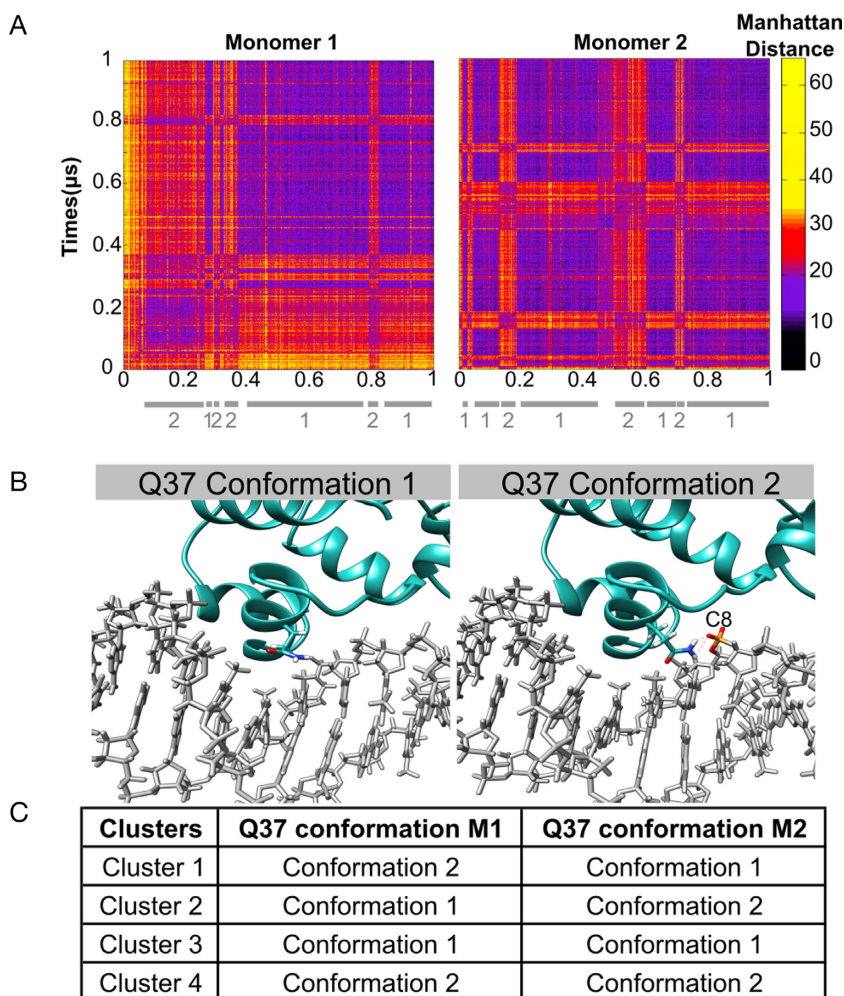 A
Monomer 1
Monomer 2
Manhattan
Distance
Times(μs)
1
0.8
0.6
0.4
0.2
0
0 0.2 0.4 0.6 0.8 1
0 0.2 0.4 0.6 0.8 1
60
50
40
30
20
10
0
2 1 2 2 1 2 1
1 1 2 1 2 1 2 1
B
Q37 Conformation 1
Q37 Conformation 2
C8
C
Clusters Q37 conformation M1 Q37 conformation M2
Cluster 1 Conformation 2 Conformation 1
Cluster 2 Conformation 1 Conformation 2
Cluster 3 Conformation 1 Conformation 1
Cluster 4 Conformation 2 Conformation 2